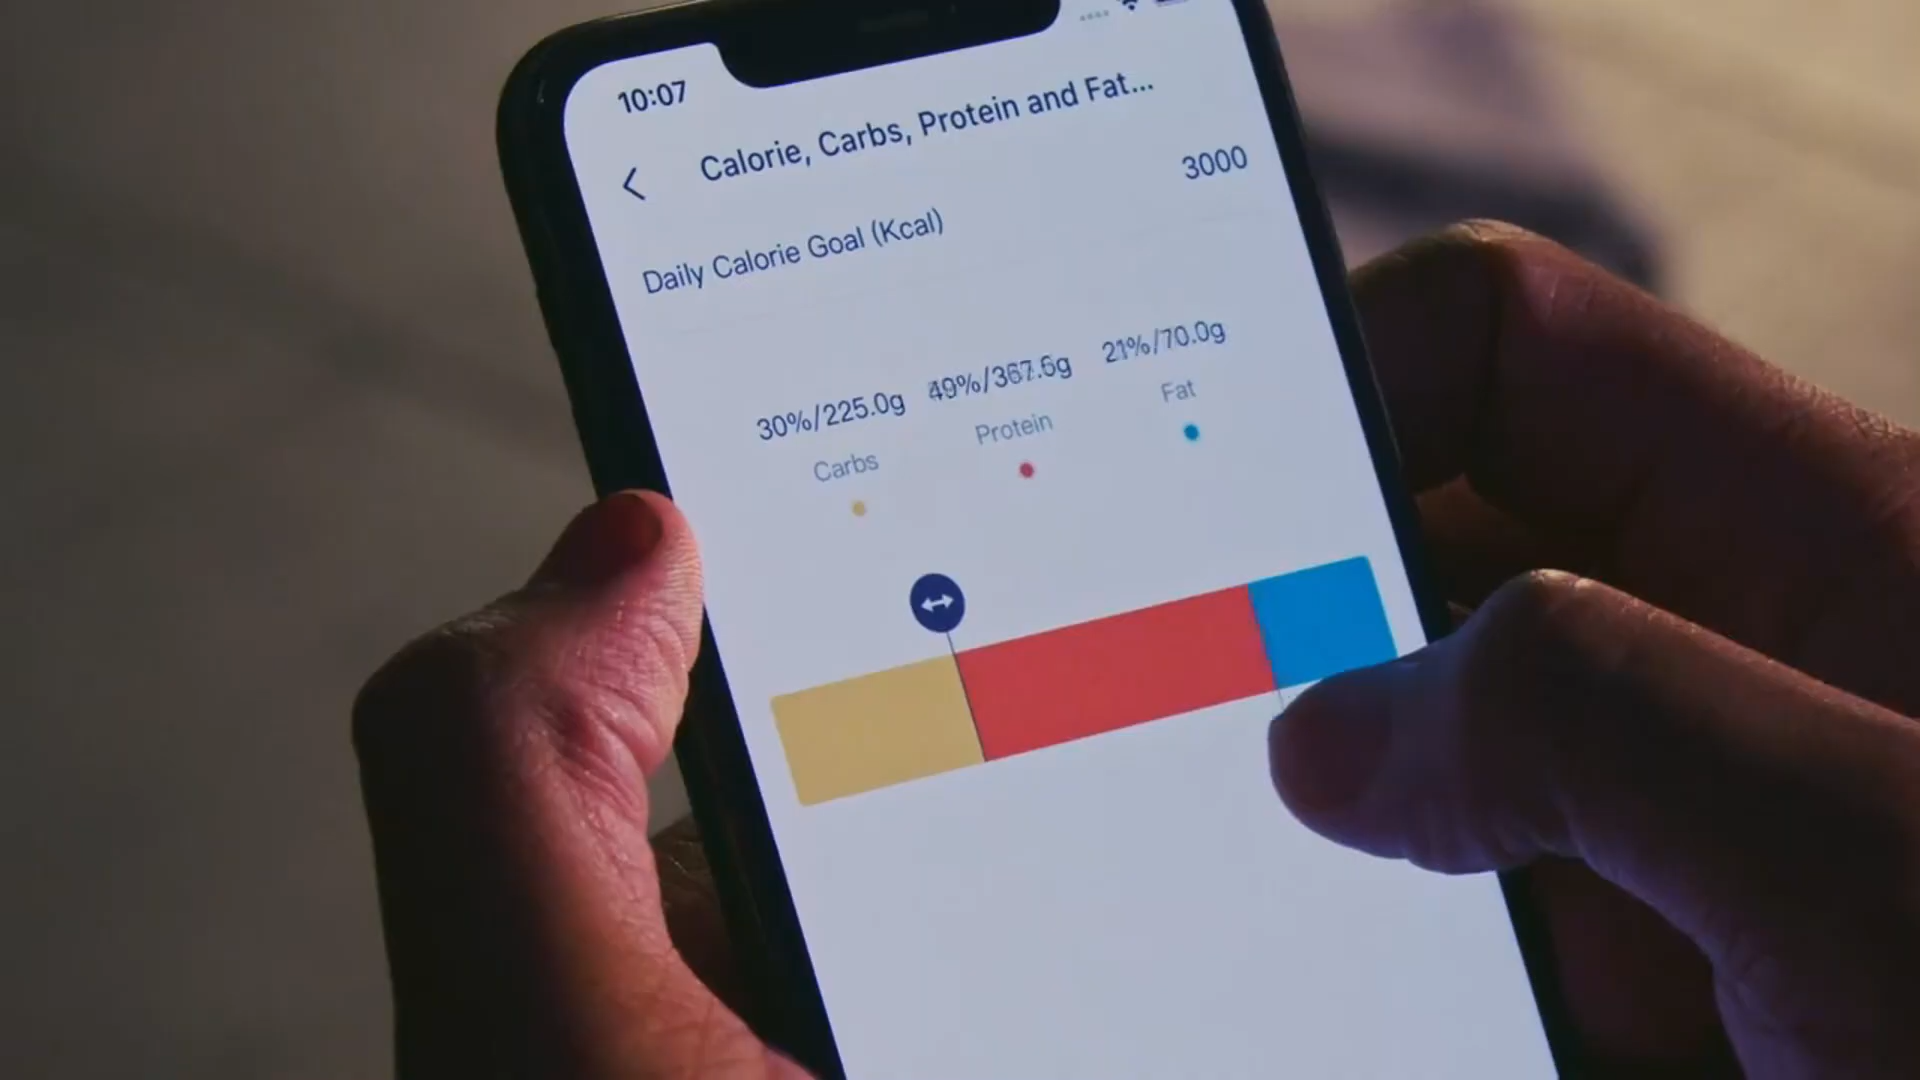 10:07
Calorie, Carbs, Protein and Fat...
Daily Calorie Goal (Kcal) 3000
30%/225.0g 49%/367.5g 21%/70.0g
Carbs Protein Fat